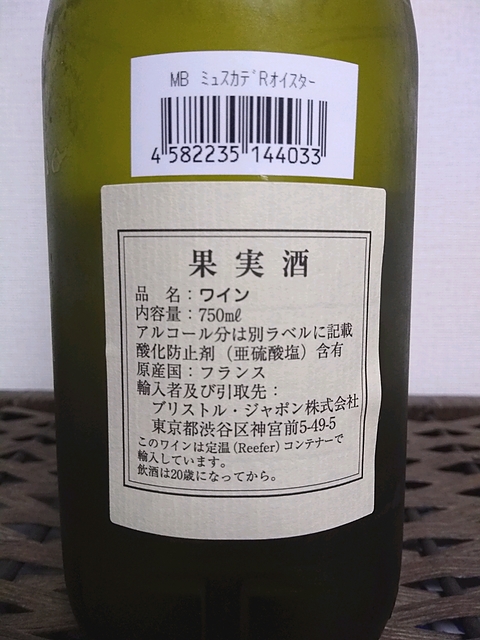 MB ミュスカデRオイスター
4 582235 144033
果実酒
品 名：ワイン
内容量：750mℓ
アルコール分は別ラベルに記載
酸化防止剤（亜硫酸塩）含有
原産国：フランス
輸入者及び引取先：
ブリストル・ジャポン株式会社
東京都渋谷区神宮前5-49-5
このワインは定温(Reefer)コンテナーで
輸入しています。
飲酒は20歳になってから。